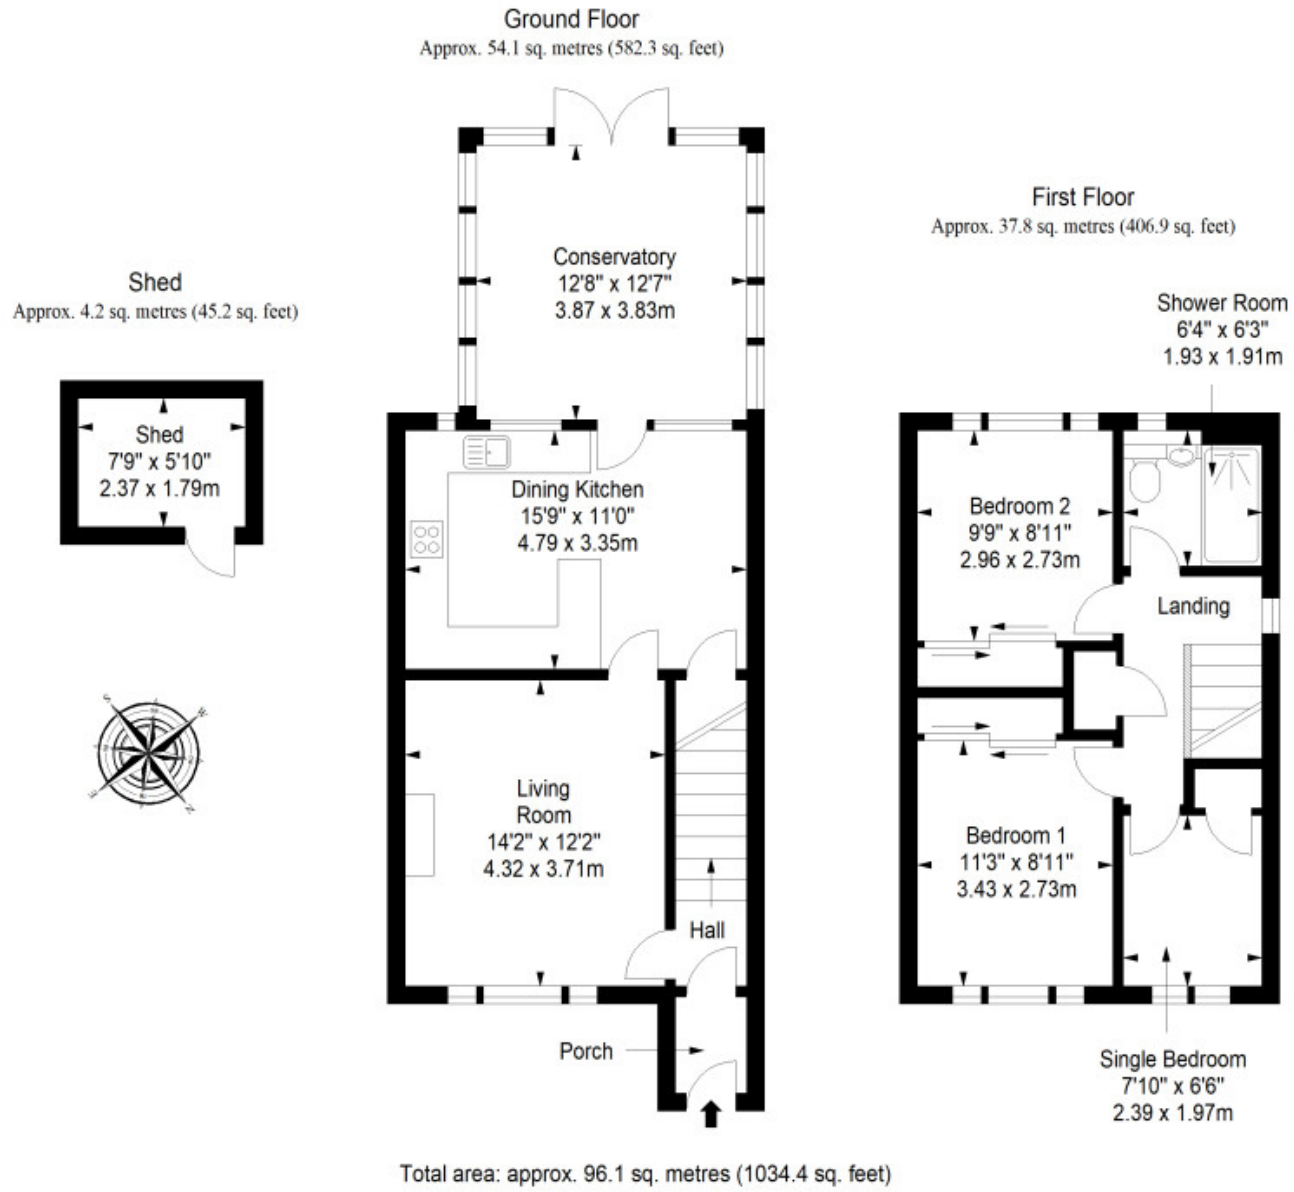 Ground Floor
Approx. 54.1 sq. metres (582.3 sq. feet)
First Floor
Approx. 37.8 sq. metres (406.9 sq. feet)
Shed
Approx. 4.2 sq. metres (45.2 sq. feet)
Conservatory
12'8" x 12'7"
3.87 x 3.83m
Shower Room
6'4" x 6'3"
1.93 x 1.91m
Shed
7'9" x 5'10"
2.37 x 1.79m
Dining Kitchen
15'9" x 11'0"
4.79 x 3.35m
Bedroom 2
9'9" x 8'11"
2.96 x 2.73m
Landing
S
W
E
N
Living
Room
14'2" x 12'2"
4.32 x 3.71m
Hall
Bedroom 1
11'3" x 8'11"
3.43 x 2.73m
Porch
Single Bedroom
7'10" x 6'6"
2.39 x 1.97m
Total area: approx. 96.1 sq. metres (1034.4 sq. feet)